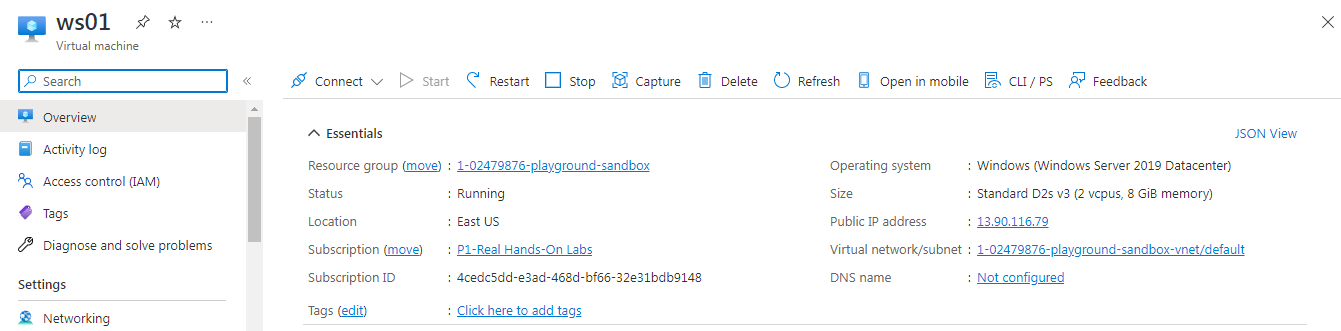 ws01
Virtual machine
Search
Connect Start Restart Stop Capture Delete Refresh Open in mobile CLI / PS Feedback
Overview
Activity log
Access control (IAM)
Tags
Diagnose and solve problems
Settings
Networking
Essentials
JSON View
Resource group (move) : 1-02479876-playground-sandbox
Status : Running
Location : East US
Subscription (move) : P1-Real Hands-On Labs
Subscription ID : 4cedc5dd-e3ad-468d-bf66-32e31bdb9148
Tags (edit) : Click here to add tags
Operating system : Windows (Windows Server 2019 Datacenter)
Size : Standard D2s v3 (2 vcpus, 8 GiB memory)
Public IP address : 13.90.116.79
Virtual network/subnet : 1-02479876-playground-sandbox-vnet/default
DNS name : Not configured